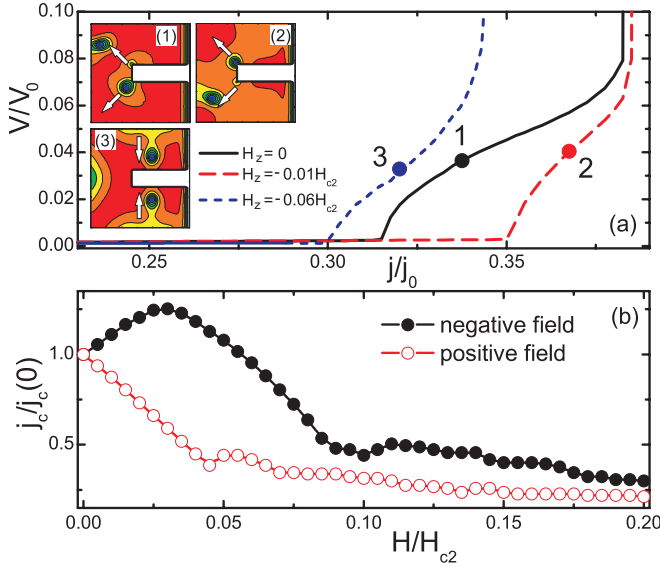 0.10
0.08
0.06
0.04
0.02
0.00
V/V0
(1)
(2)
(3)
1
2
3
Hz= 0
Hz= -0.01Hc2
Hz= -0.06Hc2
(a)
0.25
0.30
0.35
j/j0
(b)
negative field
positive field
1.0
0.5
jc/jc(0)
0.00
0.05
0.10
0.15
0.20
H/Hc2